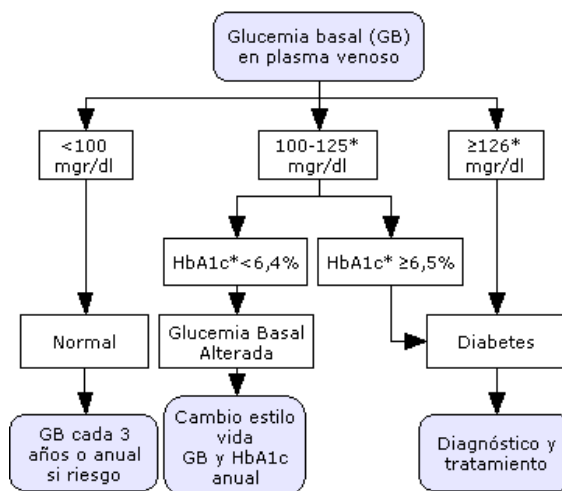 Glucemia basal (GB)
en plasma venoso
<100
mgr/dl
100-125*
mgr/dl
≥126*
mgr/dl
HbA1c*<6,4%
HbA1c* ≥6,5%
Normal
Glucemia Basal
Alterada
Diabetes
GB cada 3
años o anual
si riesgo
Cambio estilo
vida
GB y HbA1c
anual
Diagnóstico y
tratamiento